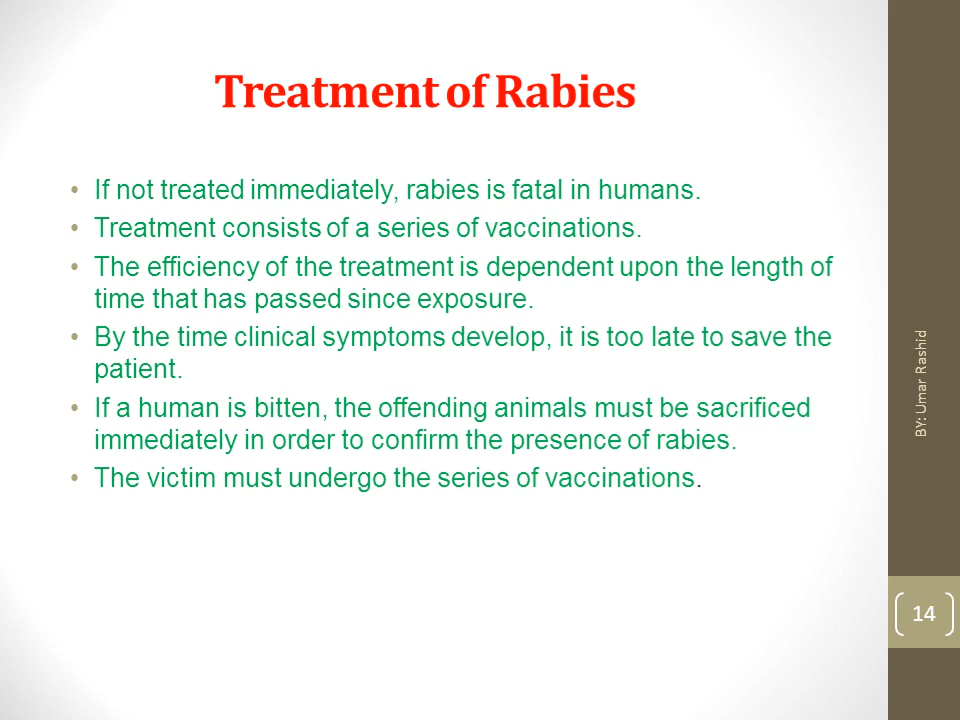 Treatment of Rabies
• If not treated immediately, rabies is fatal in humans.
• Treatment consists of a series of vaccinations.
• The efficiency of the treatment is dependent upon the length of
time that has passed since exposure.
• By the time clinical symptoms develop, it is too late to save the
patient.
• If a human is bitten, the offending animals must be sacrificed
immediately in order to confirm the presence of rabies.
• The victim must undergo the series of vaccinations.
BY: Umar Rashid
14